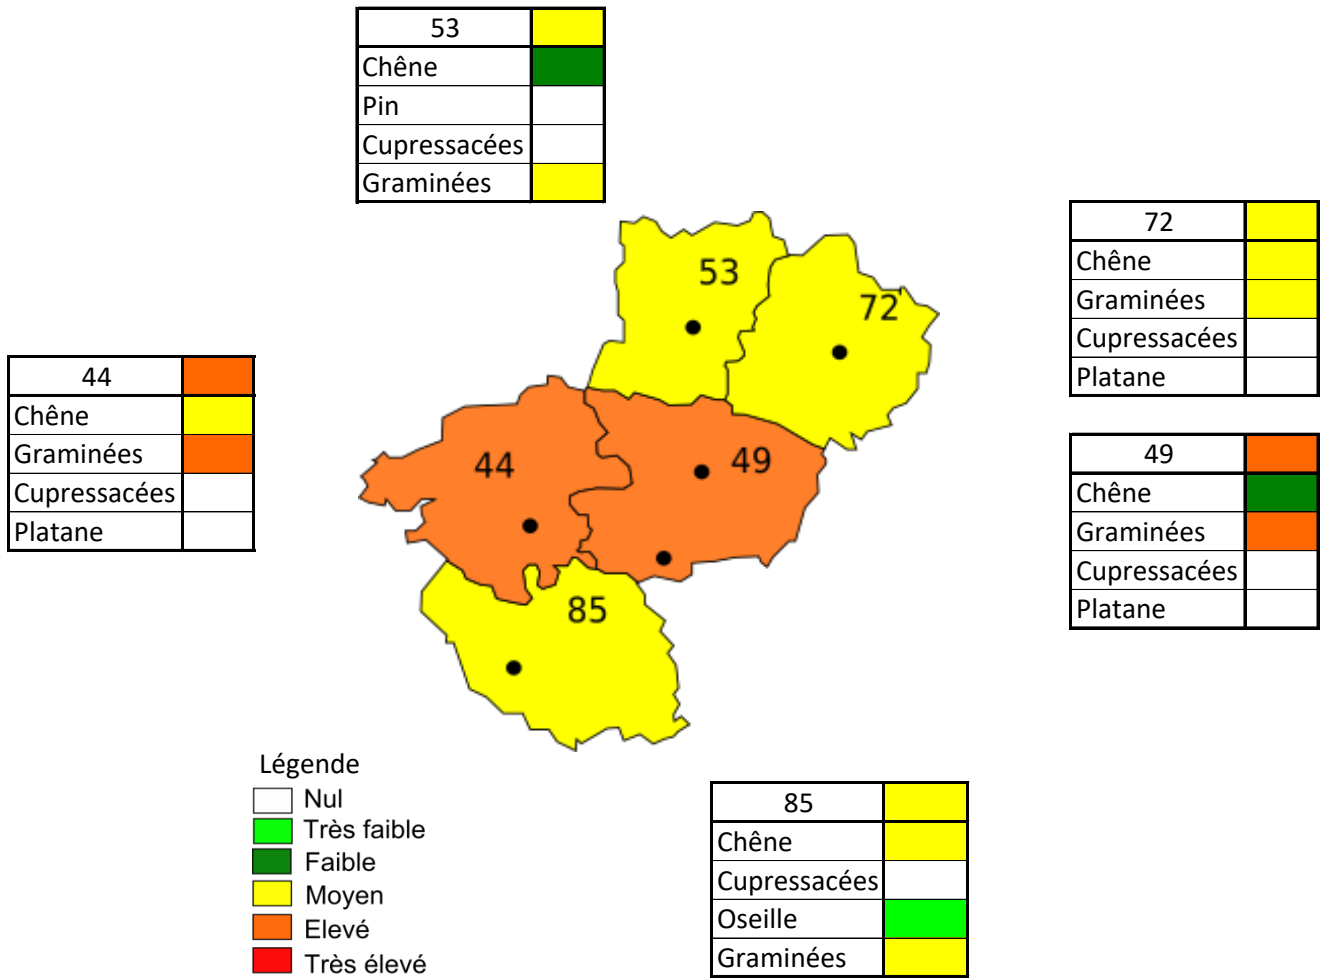 53
Chêne
Pin
Cupressacées
Graminées
53
72
72
Chêne
Graminées
Cupressacées
Platane
44
Chêne
Graminées
Cupressacées
Platane
44
49
49
Chêne
Graminées
Cupressacées
Platane
85
Légende
Nul
Très faible
Faible
Moyen
Elevé
Très élevé
85
Chêne
Cupressacées
Oseille
Graminées